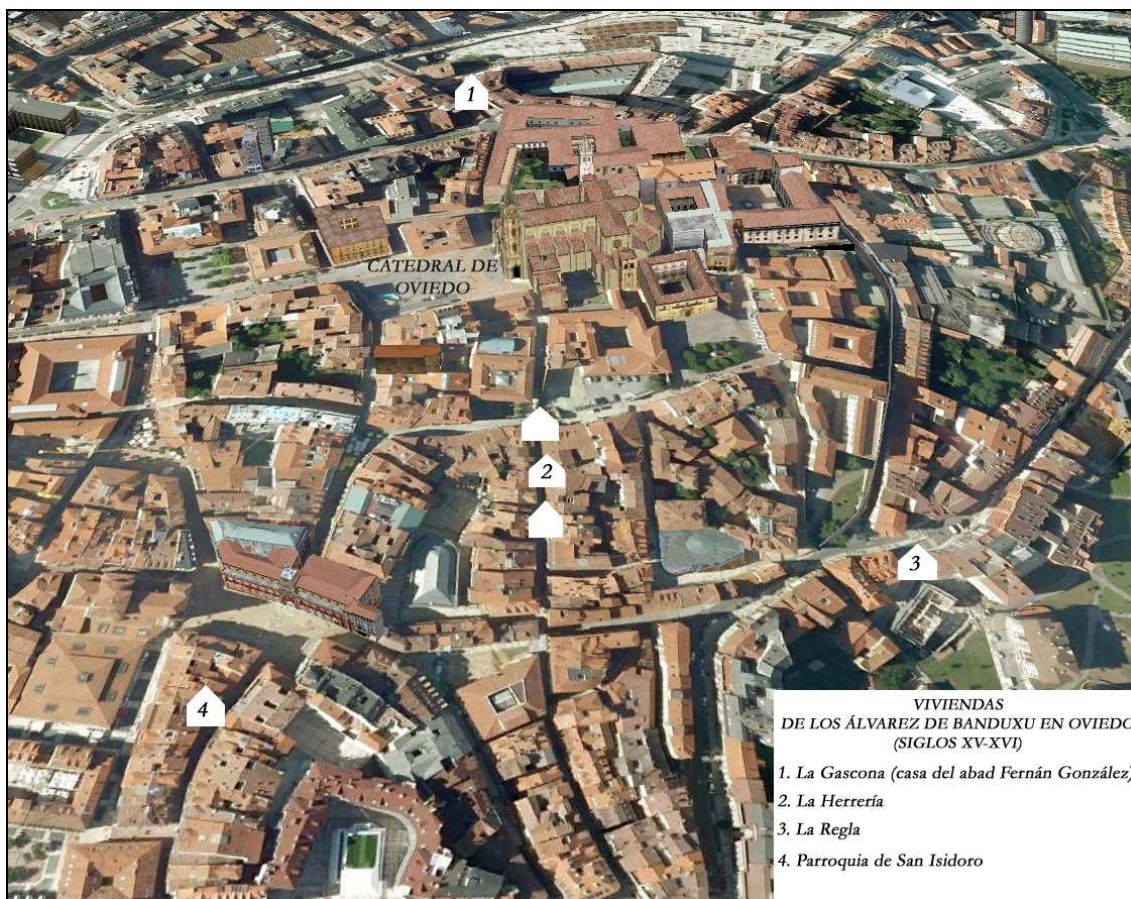 1
CATEDRAL DE
OVIEDO
2
3
4
VIVIENDAS
DE LOS ÁLVAREZ DE BANDUXU EN OVIEDO
(SIGLOS XV-XVI)
1. La Gascona (casa del abad Fernán González)
2. La Herrería
3. La Regla
4. Parroquia de San Isidoro